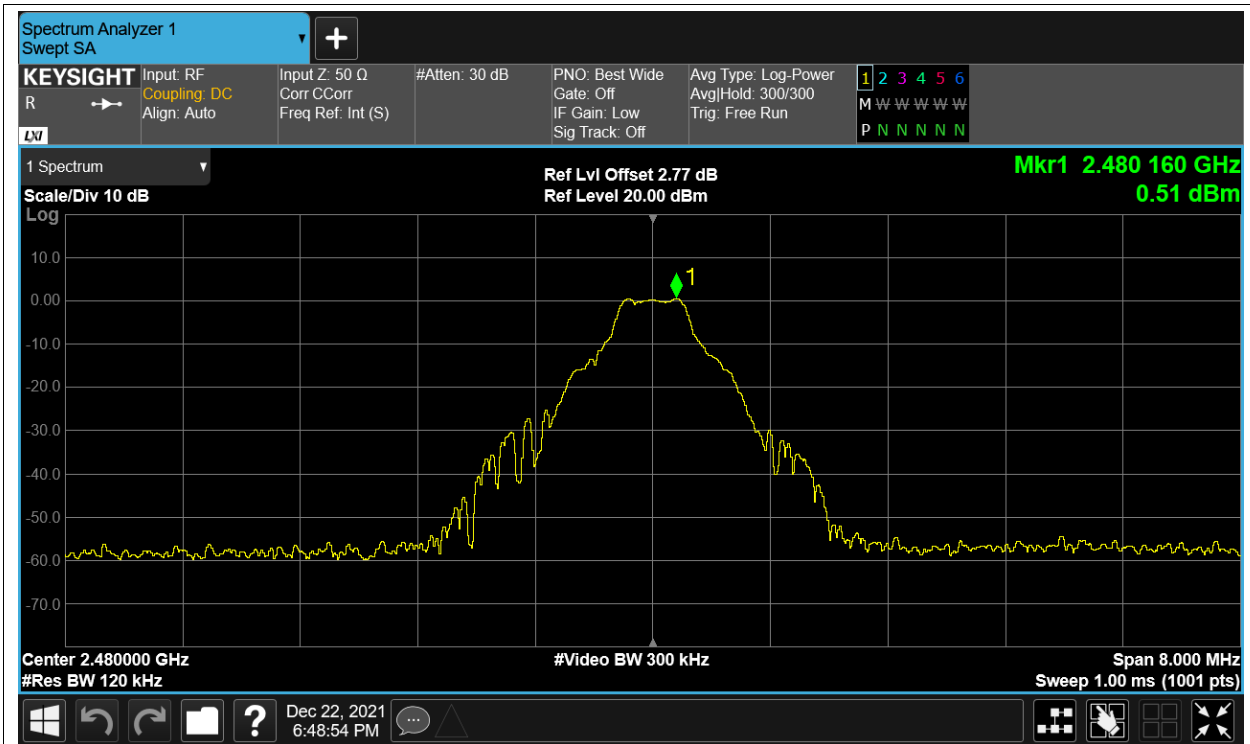 Spectrum Analyzer 1
Swept SA
KEYSIGHT
R
LXI
Input: RF
Coupling: DC
Align: Auto
Input Z: 50 Ω
Corr CCorr
Freq Ref: Int (S)
#Atten: 30 dB
PNO: Best Wide
Gate: Off
IF Gain: Low
Sig Track: Off
Avg Type: Log-Power
Avg|Hold: 300/300
Trig: Free Run
1 2 3 4 5 6
M W W W W W
P N N N N N
1 Spectrum
Scale/Div 10 dB
Ref Lvl Offset 2.77 dB
Ref Level 20.00 dBm
Mkr1 2.480 160 GHz
0.51 dBm
Log
10.0
0.00
-10.0
-20.0
-30.0
-40.0
-50.0
-60.0
-70.0
1
Center 2.480000 GHz
#Video BW 300 kHz
Span 8.000 MHz
#Res BW 120 kHz
Sweep 1.00 ms (1001 pts)
?
Dec 22, 2021
6:48:54 PM